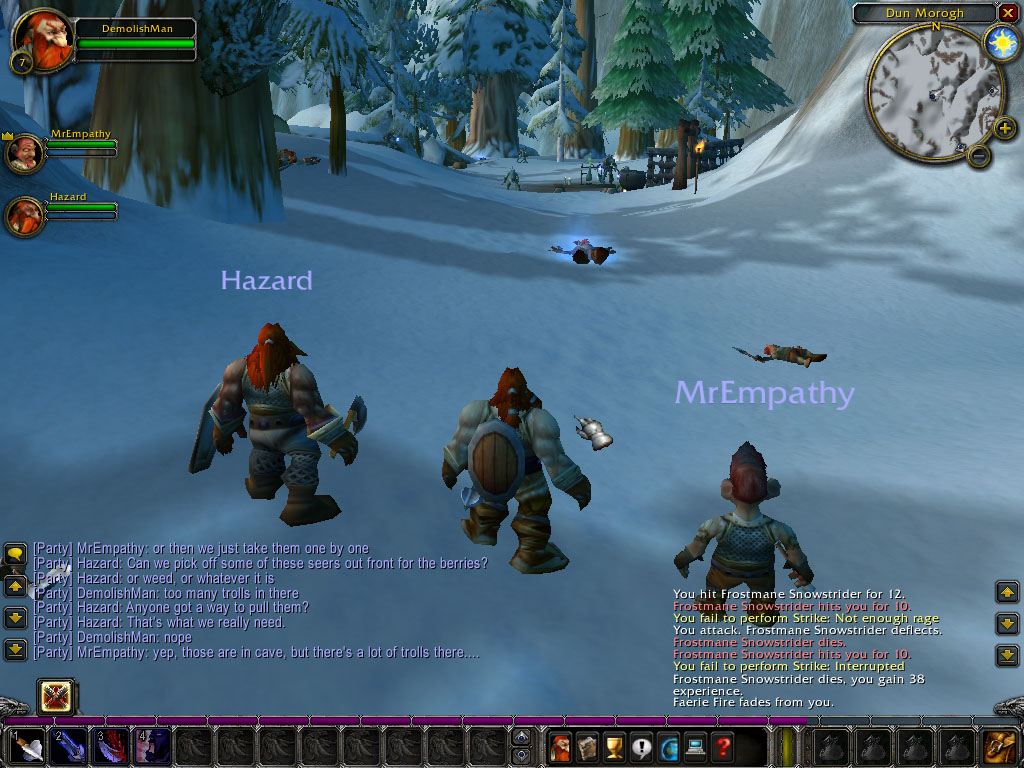 DemolishMan
7
Dun Morogh
N
MrEmpathy
Hazard
Hazard
MrEmpathy
[Party] MrEmpathy: or then we just take them one by one
[Party] Hazard: Can we pick off some of these seers out front for the berries?
[Party] Hazard: or weed, or whatever it is
[Party] DemolishMan: too many trolls in there
[Party] Hazard: Anyone got a way to pull them?
[Party] Hazard: That's what we really need.
[Party] DemolishMan: nope
[Party] MrEmpathy: yep, those are in cave, but there's a lot of trolls there....
You hit Frostmane Snowstrider for 12.
Frostmane Snowstrider hits you for 10.
You fail to perform Strike: Not enough rage
You attack. Frostmane Snowstrider deflects.
Frostmane Snowstrider dies.
Frostmane Snowstrider hits you for 10.
You fail to perform Strike: Interrupted
Frostmane Snowstrider dies, you gain 38
experience.
Faerie Fire fades from you.
1 2 3 4